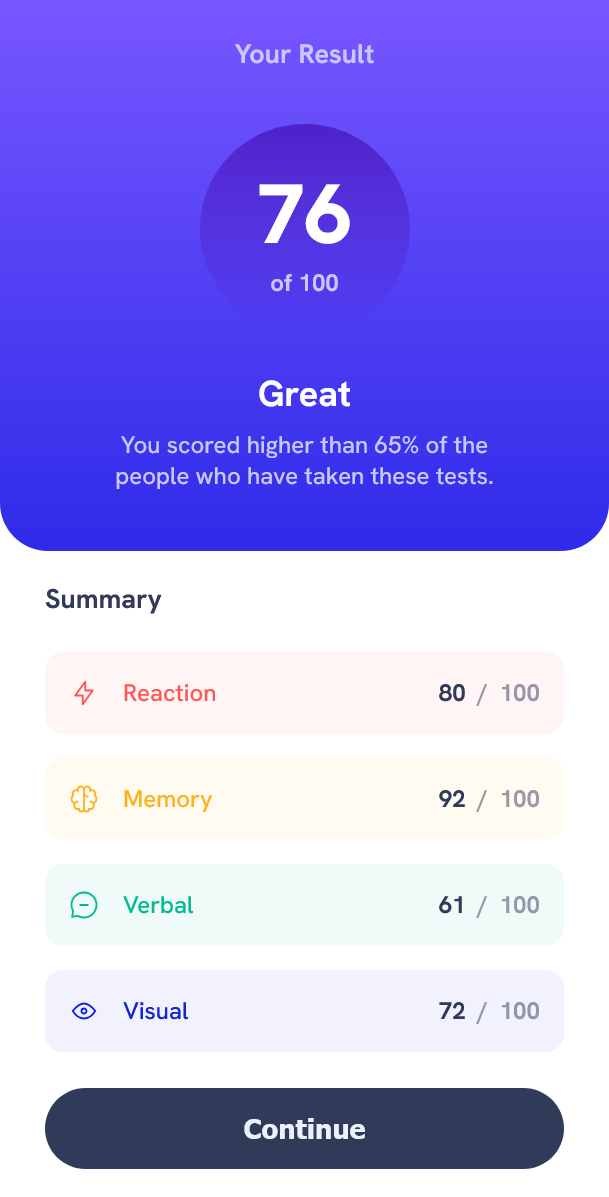 Your Result
76
of 100
Great
You scored higher than 65% of the
people who have taken these tests.
Summary
Reaction 80 / 100
Memory 92 / 100
Verbal 61 / 100
Visual 72 / 100
Continue